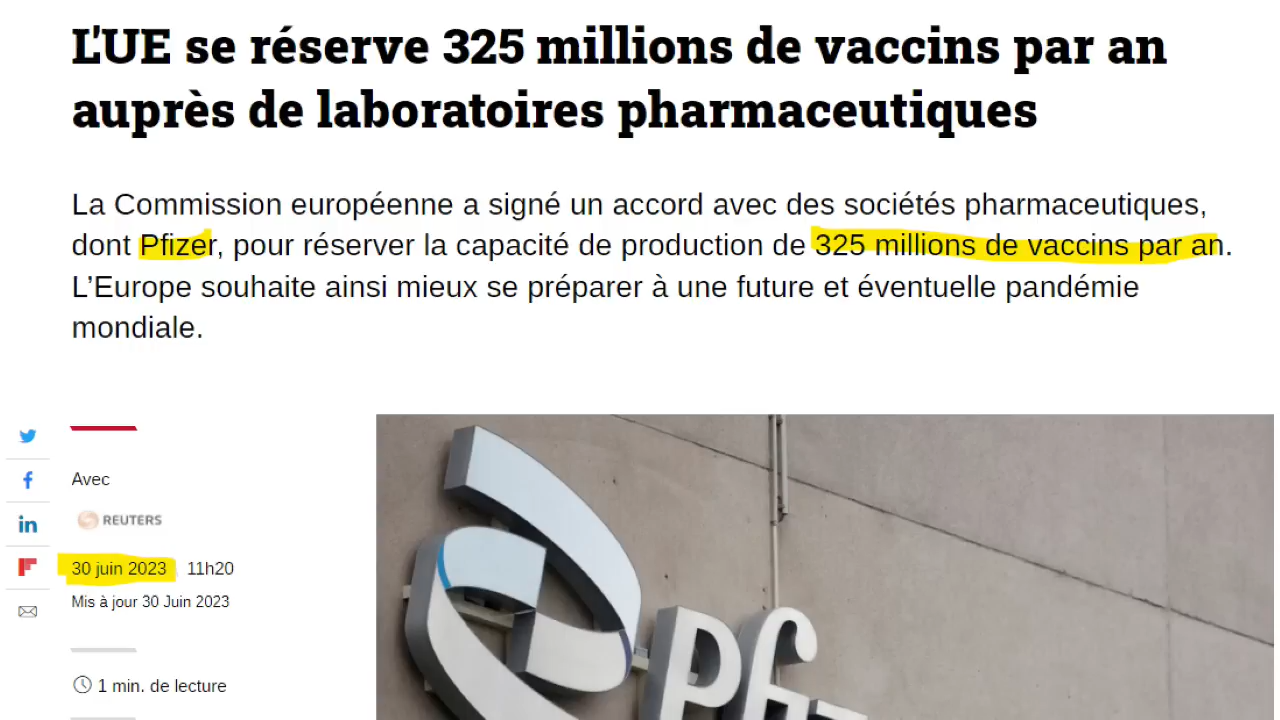 L'UE se réserve 325 millions de vaccins par an
auprès de laboratoires pharmaceutiques
La Commission européenne a signé un accord avec des sociétés pharmaceutiques,
dont Pfizer, pour réserver la capacité de production de 325 millions de vaccins par an.
L’Europe souhaite ainsi mieux se préparer à une future et éventuelle pandémie
mondiale.
Avec
REUTERS
30 juin 2023, 11h20
Mis à jour 30 Juin 2023
1 min. de lecture